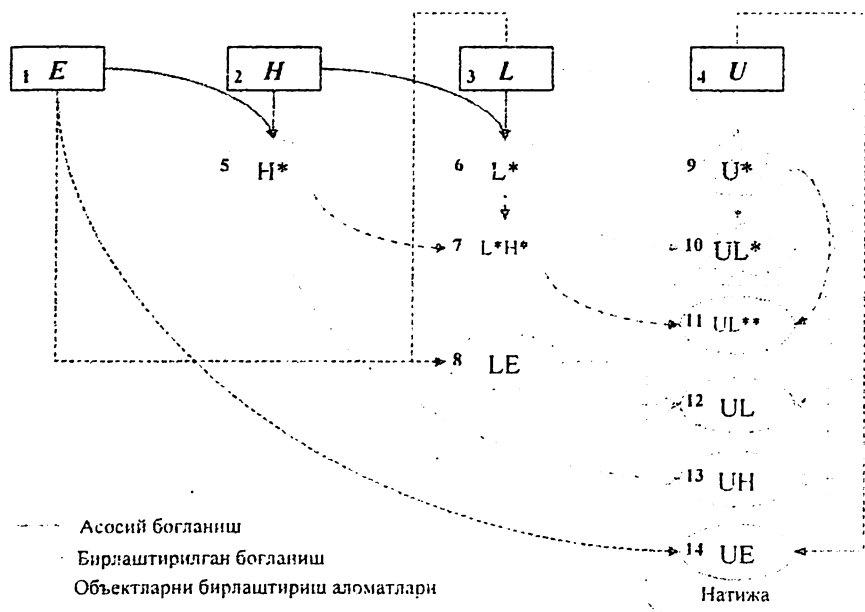 1 E 2 H 3 L 4 U
5 H* 6 L* 9 U*
7 L*H* 10 UL*
11 UL**
8 LE
12 UL
13 UH
Асосий богланиш
14 UE
Бирлаштирилган богланиш
Объектларни бирлаштириш аломатлари
Натижа